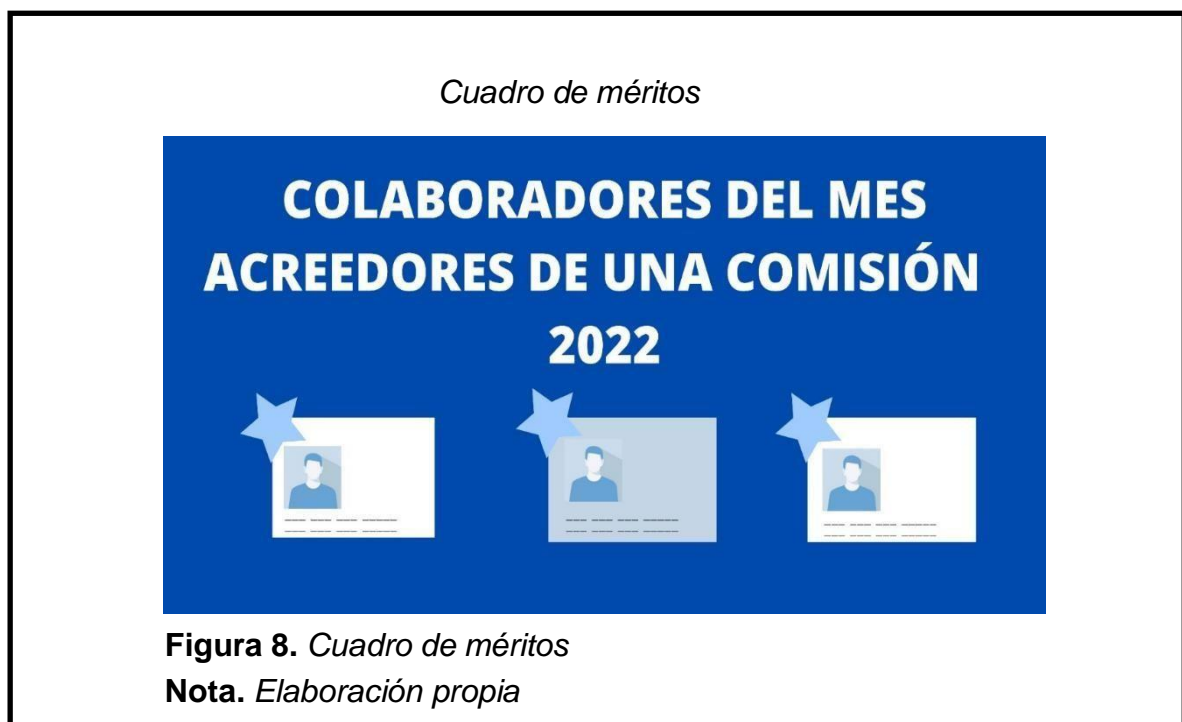 Cuadro de méritos
COLABORADORES DEL MES
ACREEDORES DE UNA COMISIÓN
2022
Figura 8. Cuadro de méritos
Nota. Elaboración propia